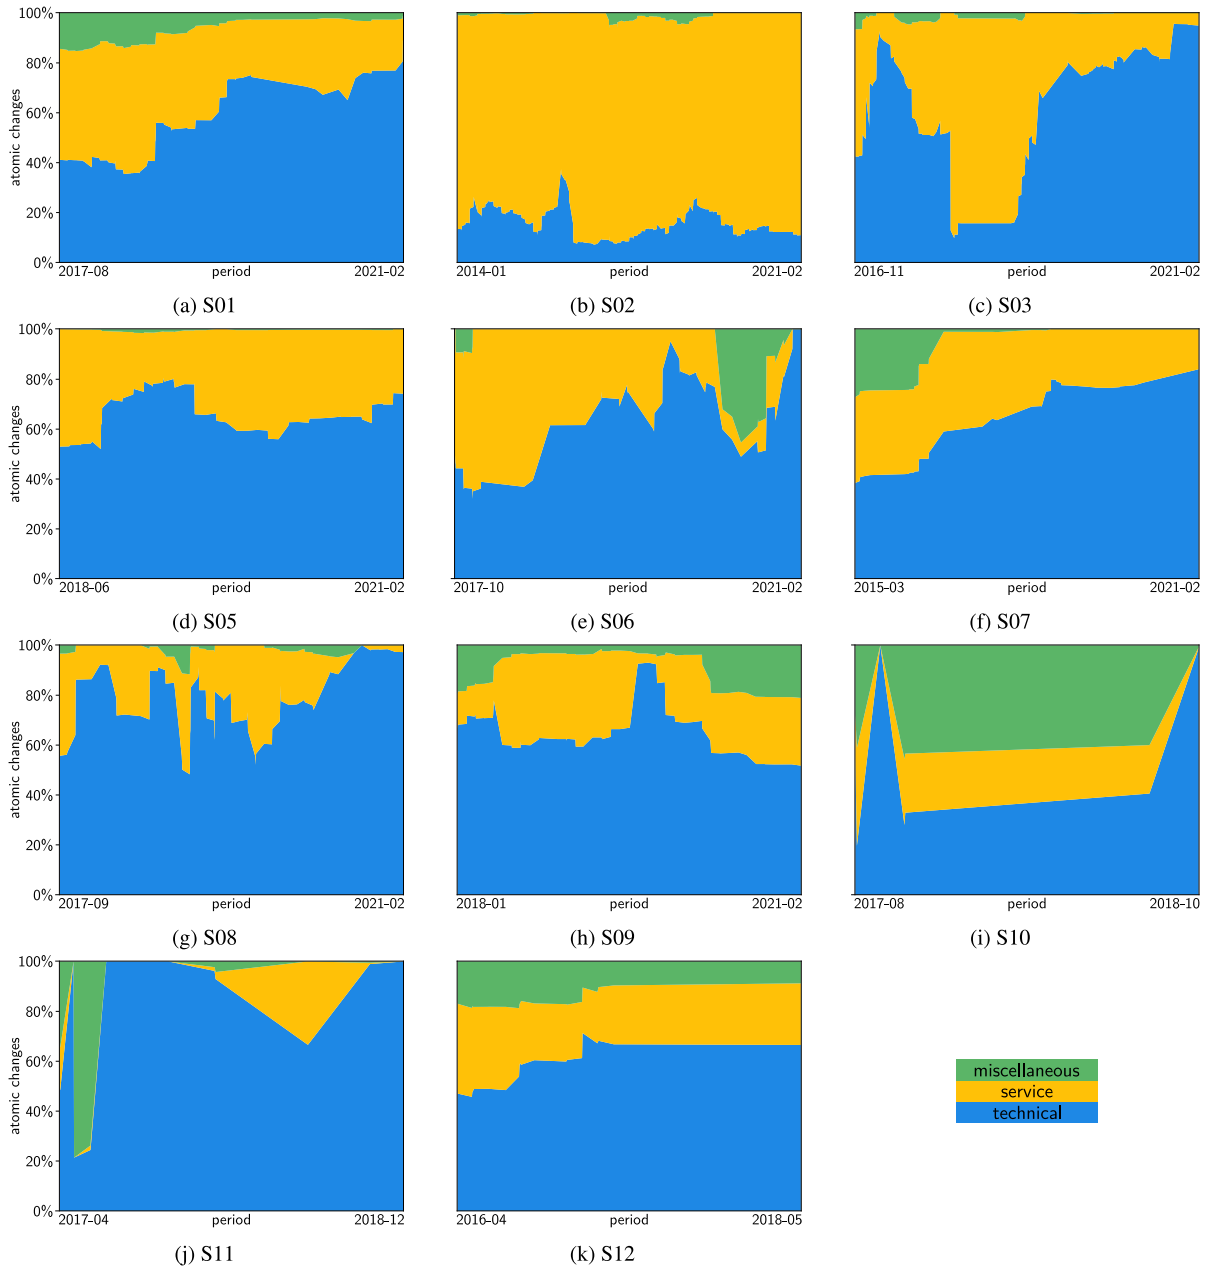 100%
80%
60%
40%
20%
0%
atomic changes
2017-08 period 2021-02
2014-01 period 2021-02
2016-11 period 2021-02
(a) S01
(b) S02
(c) S03
100%
80%
60%
40%
20%
0%
atomic changes
2018-06 period 2021-02
2017-10 period 2021-02
2015-03 period 2021-02
(d) S05
(e) S06
(f) S07
100%
80%
60%
40%
20%
0%
atomic changes
2017-09 period 2021-02
2018-01 period 2021-02
2017-08 period 2018-10
(g) S08
(h) S09
(i) S10
100%
80%
60%
40%
20%
0%
atomic changes
2017-04 period 2018-12
2016-04 period 2018-05
(j) S11
(k) S12
miscellaneous
service
technical